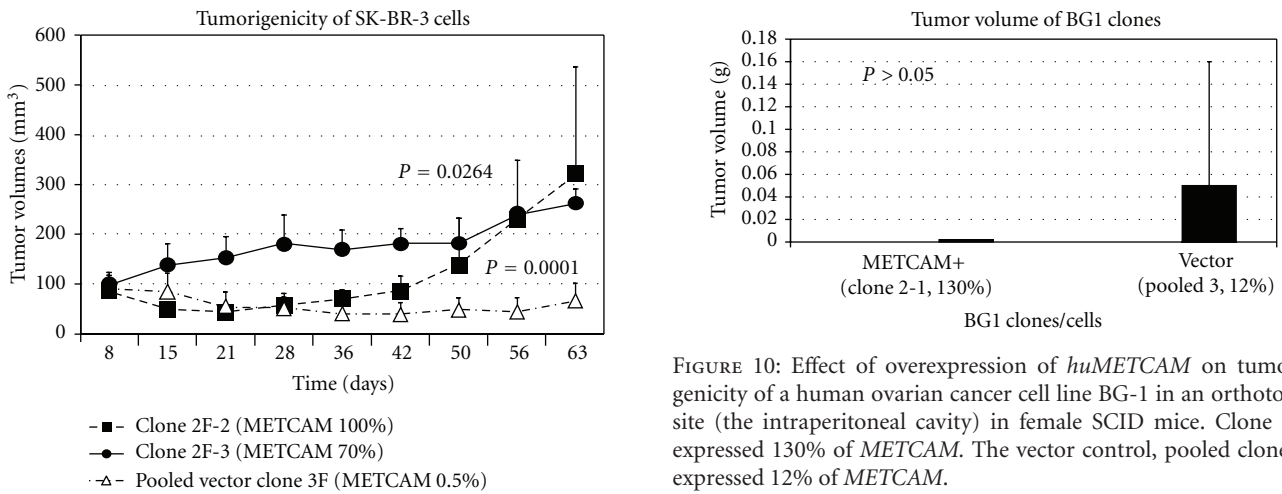 Tumorigenicity of SK-BR-3 cells
600
500
400
300
200
100
0
Tumor volumes (mm³)
P = 0.0264
P = 0.0001
8 15 21 28 36 42 50 56 63
Time (days)
Clone 2F-2 (METCAM 100%)
Clone 2F-3 (METCAM 70%)
Pooled vector clone 3F (METCAM 0.5%)
Tumor volume of BG1 clones
0.18
0.16
0.14
0.12
0.1
0.08
0.06
0.04
0.02
0
Tumor volume (g)
P > 0.05
METCAM+ Vector
(clone 2-1, 130%) (pooled 3, 12%)
BG1 clones/cells
FIGURE 10: Effect of overexpression of huMETCAM on tumo
genicity of a human ovarian cancer cell line BG-1 in an orthoto
site (the intraperitoneal cavity) in female SCID mice. Clone
expressed 130% of METCAM. The vector control, pooled clone
expressed 12% of METCAM.